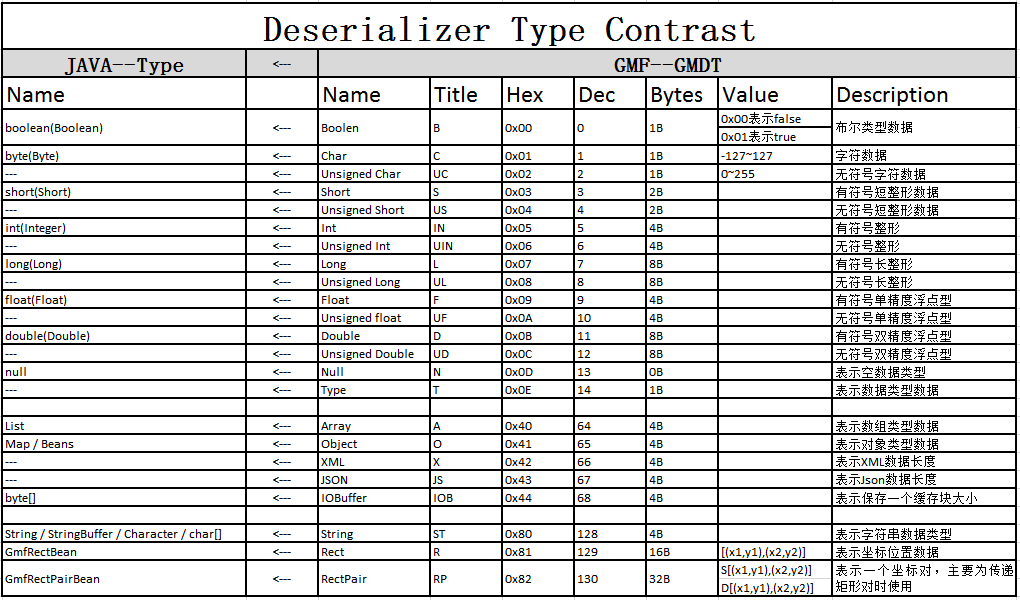 Deserializer Type Contrast
JAVA--Type <--- GMF--GMDT
Name Name Title Hex Dec Bytes Value Description
boolean(Boolean) <--- Boolen B 0x00 0 1B 0x00表示false 布尔类型数据
0x01表示true
byte(Byte) <--- Char C 0x01 1 1B -127~127 字符数据
--- <--- Unsigned Char UC 0x02 2 1B 0~255 无符号字符数据
short(Short) <--- Short S 0x03 3 2B 有符号短整形数据
--- <--- Unsigned Short US 0x04 4 2B 无符号短整形数据
int(Integer) <--- Int IN 0x05 5 4B 有符号整形
--- <--- Unsigned Int UIN 0x06 6 4B 无符号整形
long(Long) <--- Long L 0x07 7 8B 有符号长整形
--- <--- Unsigned Long UL 0x08 8 8B 无符号长整形
float(Float) <--- Float F 0x09 9 4B 有符号单精度浮点型
--- <--- Unsigned float UF 0x0A 10 4B 无符号单精度浮点型
double(Double) <--- Double D 0x0B 11 8B 有符号双精度浮点型
--- <--- Unsigned Double UD 0x0C 12 8B 无符号双精度浮点型
null <--- Null N 0x0D 13 0B 表示空数据类型
--- <--- Type T 0x0E 14 1B 表示数据类型数据
List <--- Array A 0x40 64 4B 表示数组类型数据
Map / Beans <--- Object O 0x41 65 4B 表示对象类型数据
--- <--- XML X 0x42 66 4B 表示XML数据长度
--- <--- JSON JS 0x43 67 4B 表示Json数据长度
byte[] <--- IOBuffer IOB 0x44 68 4B 表示保存一个缓存块大小
String / StringBuffer / Character / char[] <--- String ST 0x80 128 4B 表示字符串数据类型
GmfRectBean <--- Rect R 0x81 129 16B [(x1,y1),(x2,y2)] 表示坐标位置数据
GmfRectPairBean <--- RectPair RP 0x82 130 32B S[(x1,y1),(x2,y2)] 表示一个坐标对，主要为传递
D[(x1,y1),(x2,y2)] 矩形对时使用